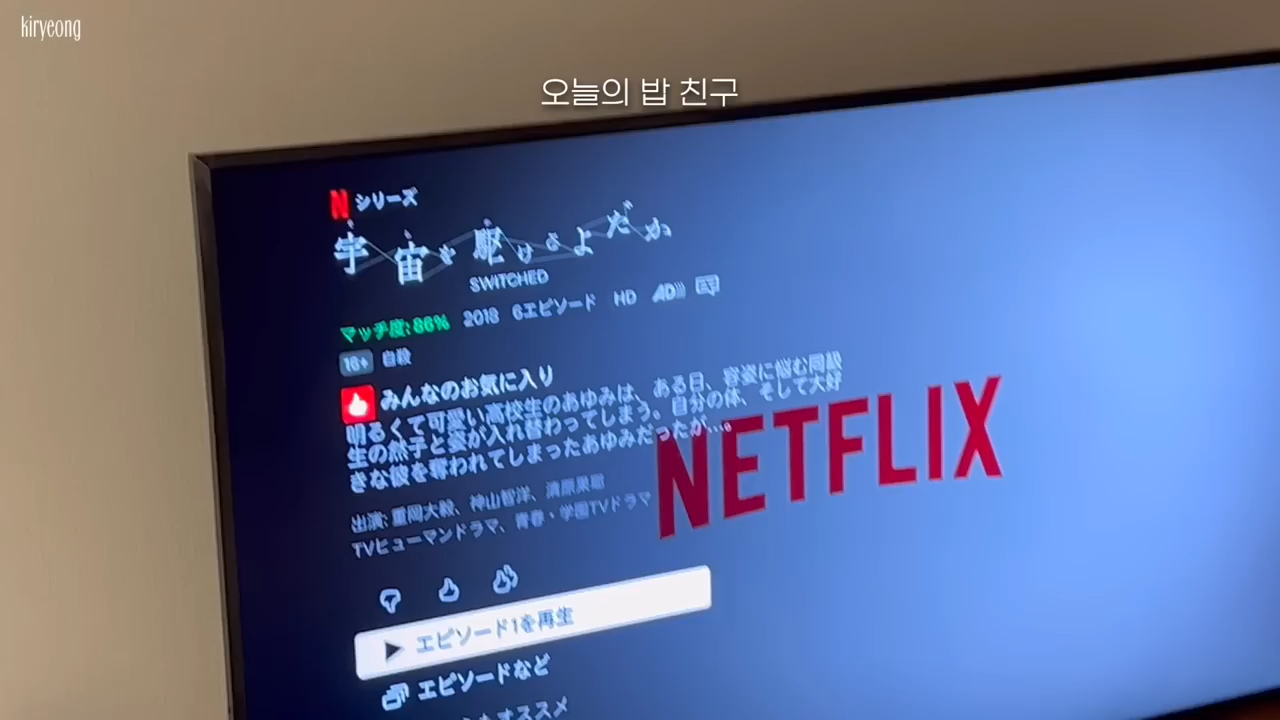 kiryeong
오늘의 밥 친구
N シリーズ
宇宙を駆けるよだか
SWITCHED
マッチ度: 86% 2018 6エピソード HD AD
16+ 自殺
みんなのお気に入り
明るくて可愛い高校生のあゆみは、ある日、容姿に悩む同級
生の然子と姿が入れ替わってしまう。自分の体、そして大好
きな彼を奪われてしまったあゆみだったが…。
出演: 重岡大毅、神山智洋、清原果耶
TVヒューマンドラマ、青春・学園TVドラマ
NETFLIX
エピソード1を再生
エピソードなど
オススメ